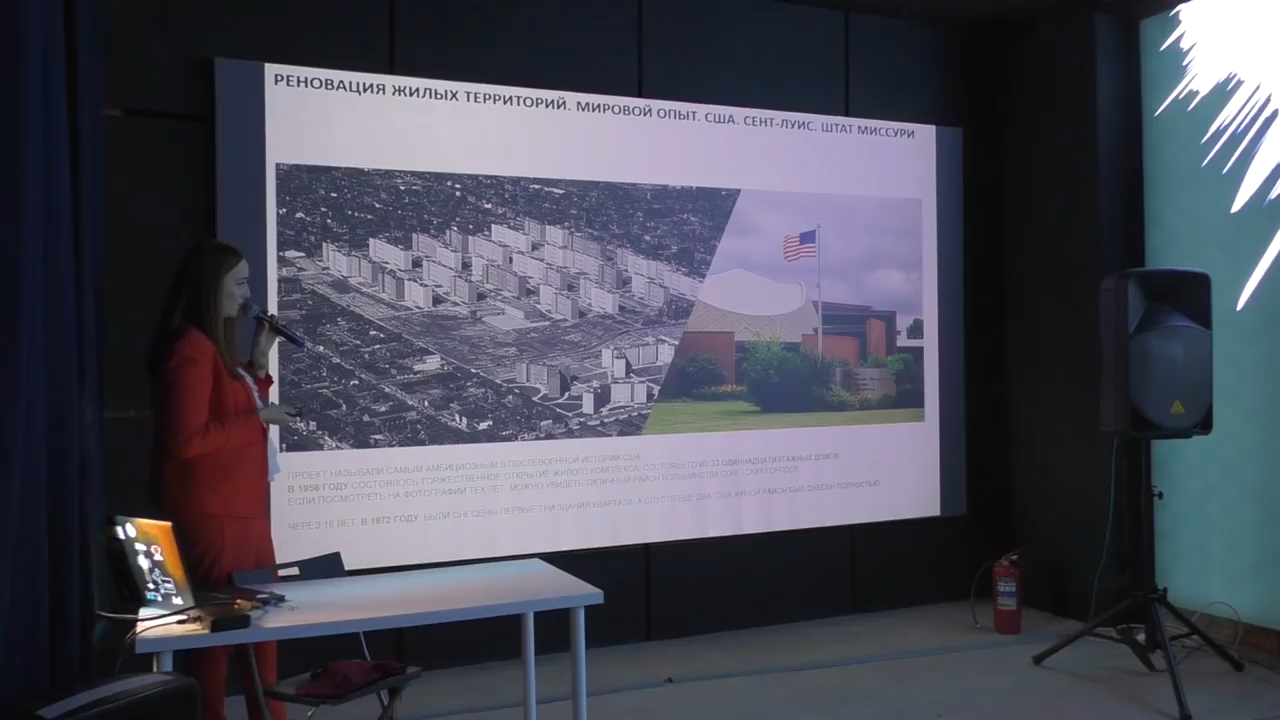 РЕНОВАЦИЯ ЖИЛЫХ ТЕРРИТОРИЙ. МИРОВОЙ ОПЫТ. США. СЕНТ-ЛУИС. ШТАТ МИССУРИ
ПРОЕКТ НАЗЫВАЛИ САМЫМ АМБИЦИОЗНЫМ В ПОСЛЕВОЕННОЙ ИСТОРИИ США
В 1956 ГОДУ СОСТОЯЛОСЬ ТОРЖЕСТВЕННОЕ ОТКРЫТИЕ ЖИЛОГО КОМПЛЕКСА, СОСТОЯЩЕГО ИЗ 33 ОДИННАДЦАТИЭТАЖНЫХ ДОМОВ
ЕСЛИ ПОСМОТРЕТЬ НА ФОТОГРАФИИ ТЕХ ЛЕТ, МОЖНО УВИДЕТЬ ТИПИЧНЫЙ РАЙОН БОЛЬШИНСТВА СОВЕТСКИХ ГОРОДОВ
ЧЕРЕЗ 16 ЛЕТ, В 1972 ГОДУ, БЫЛИ СНЕСЕНЫ ПЕРВЫЕ ТРИ ЗДАНИЯ КВАРТАЛА, А СПУСТЯ ЕЩЕ ДВА ГОДА ЖИЛОЙ РАЙОН БЫЛ СНЕСЕН ПОЛНОСТЬЮ